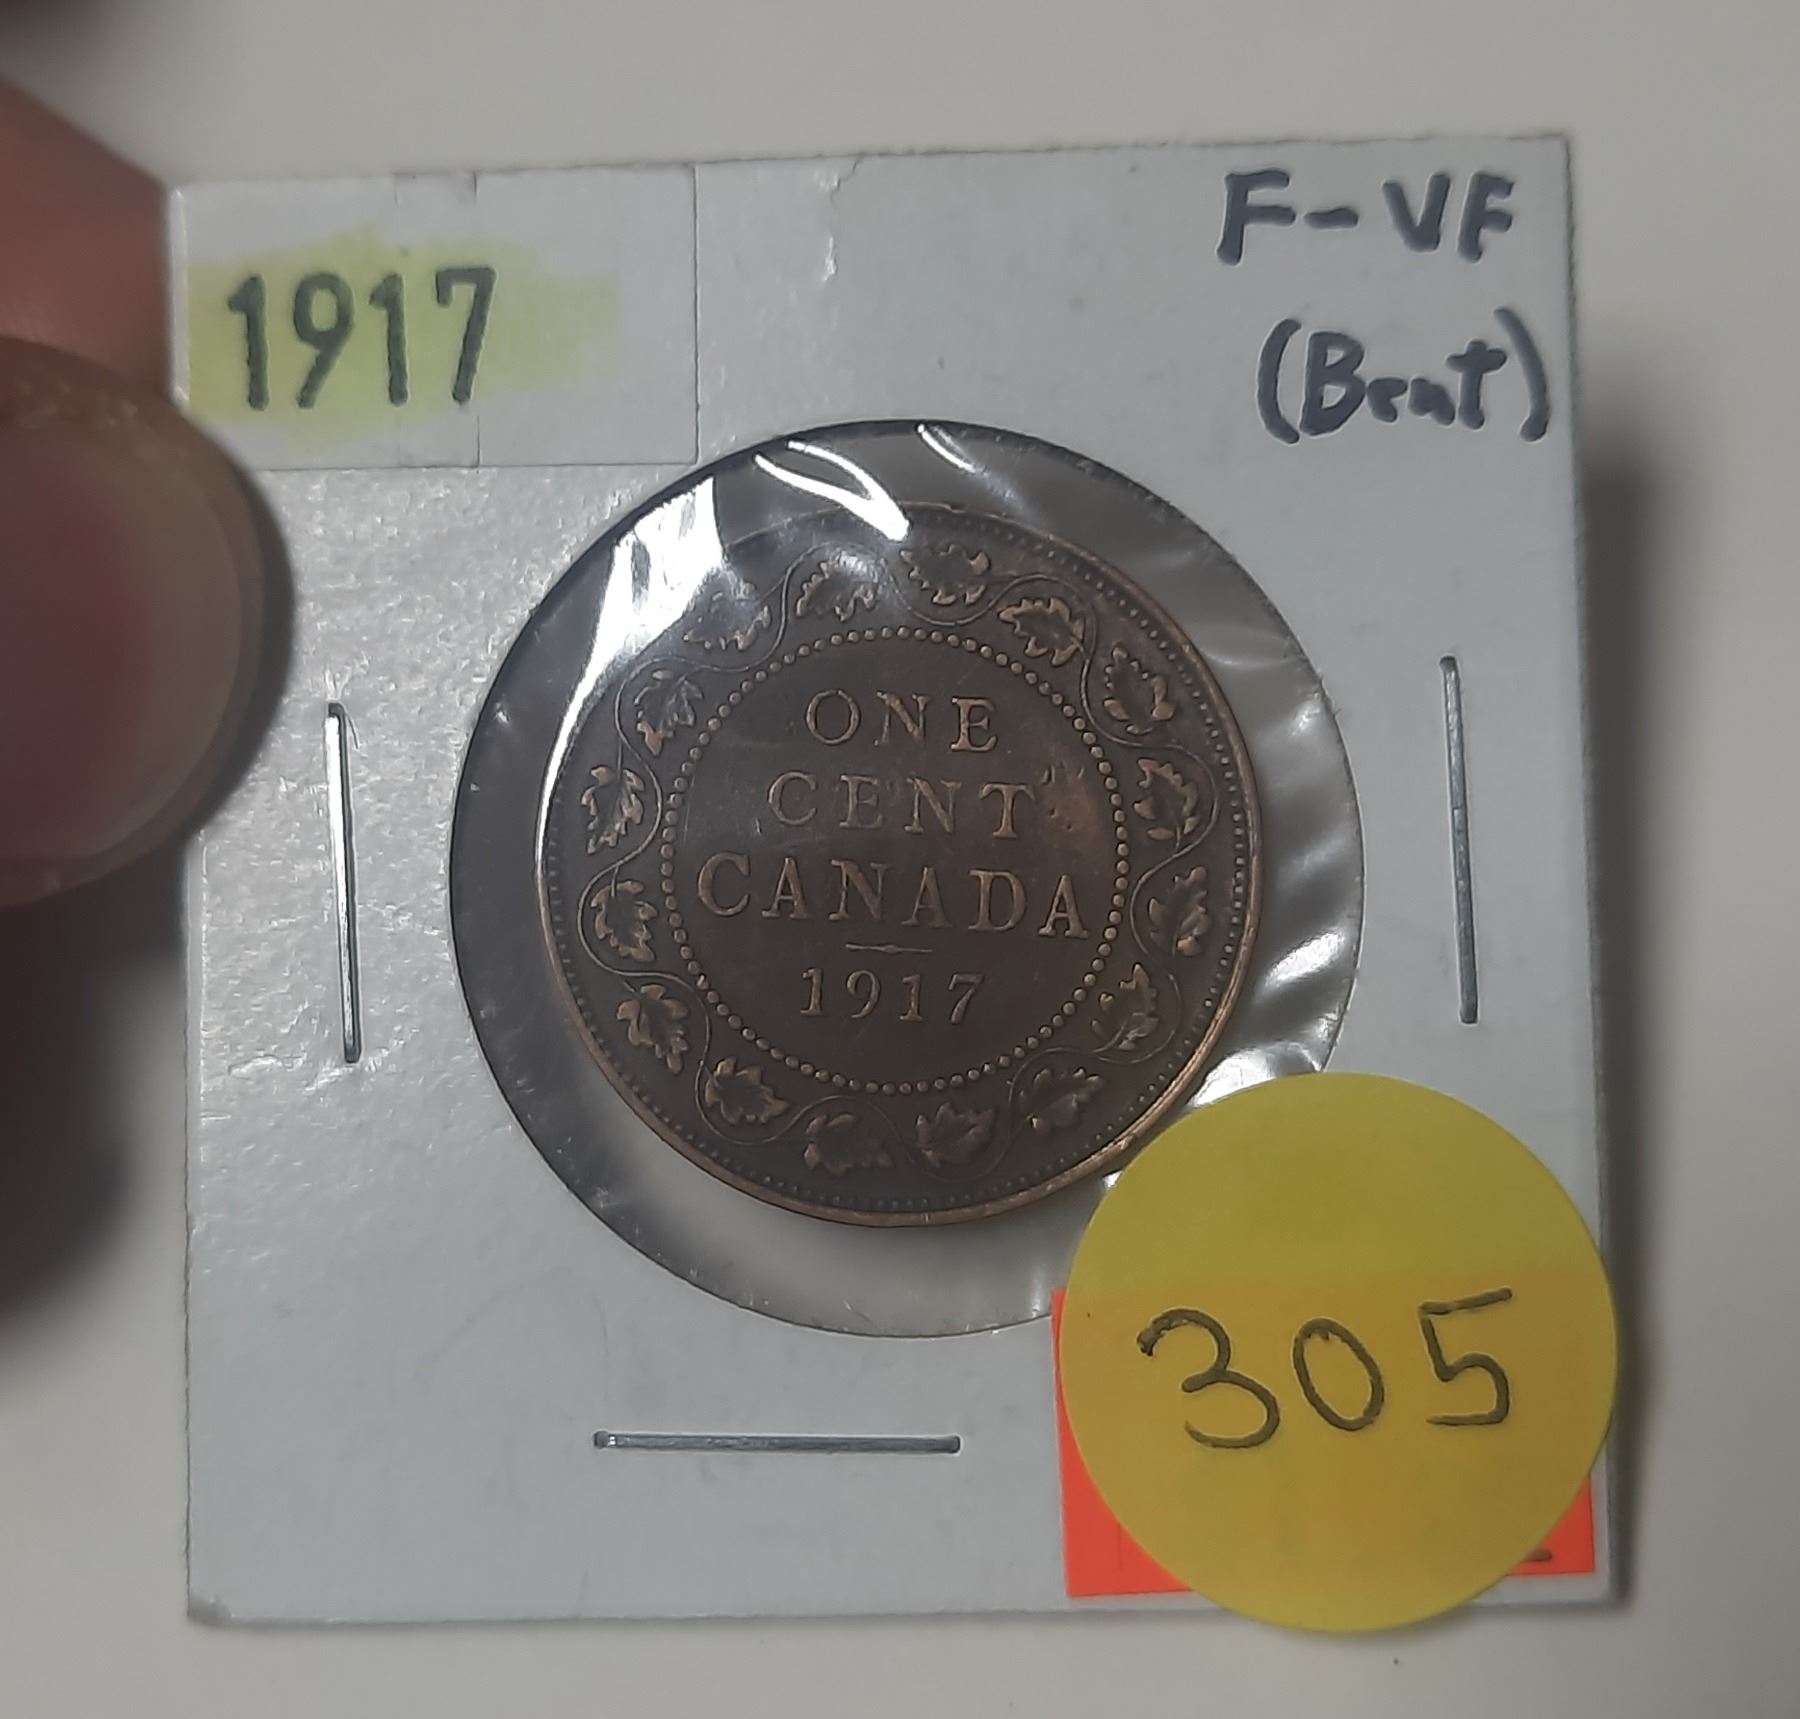 1917
F-VF
(Bent)
ONE
CENT
CANADA
1917
305